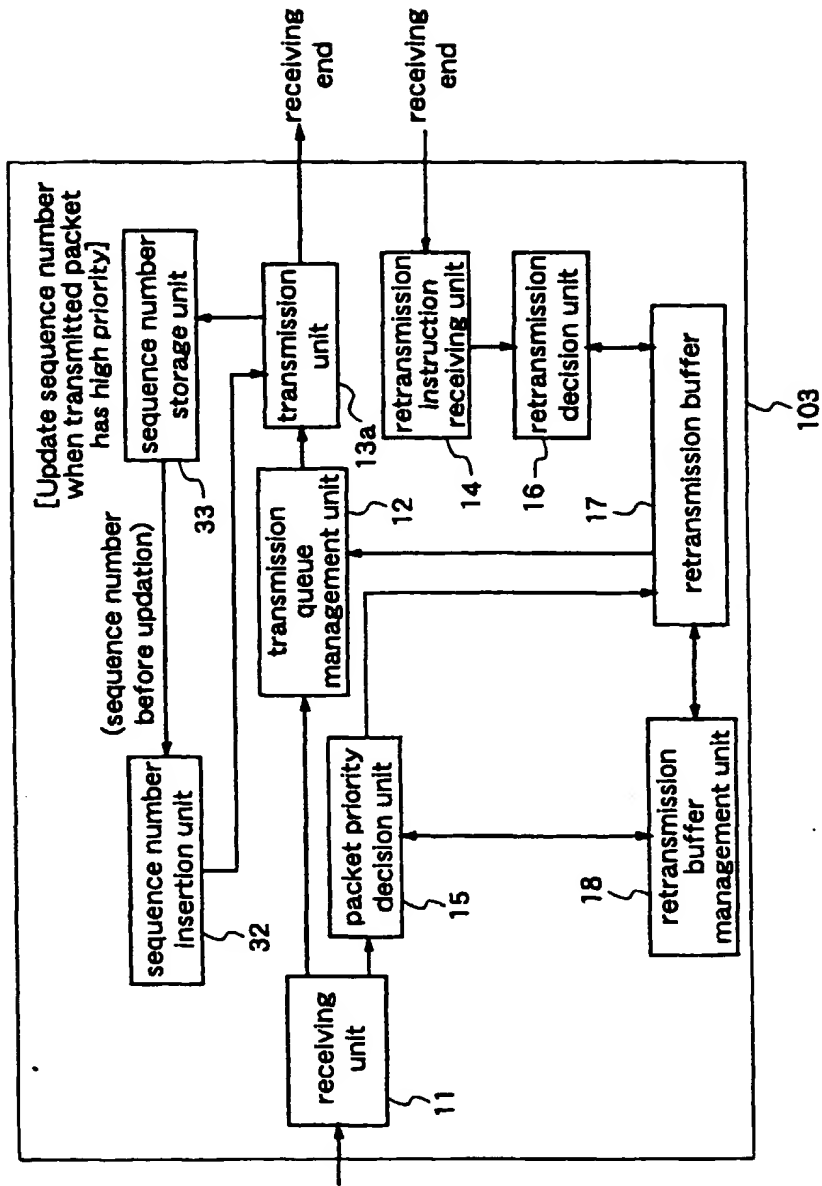 [Update sequence number
when transmitted packet
has high priority]
(sequence number
before updation)
sequence number
insertion unit
32
sequence number
storage unit
33
receiving
unit
11
transmission
queue
management unit
12
transmission
unit
13a
receiving
end
packet priority
decision unit
15
retransmission
instruction
receiving unit
14
receiving
end
retransmission
decision unit
16
retransmission
buffer
management unit
18
retransmission buffer
17
103